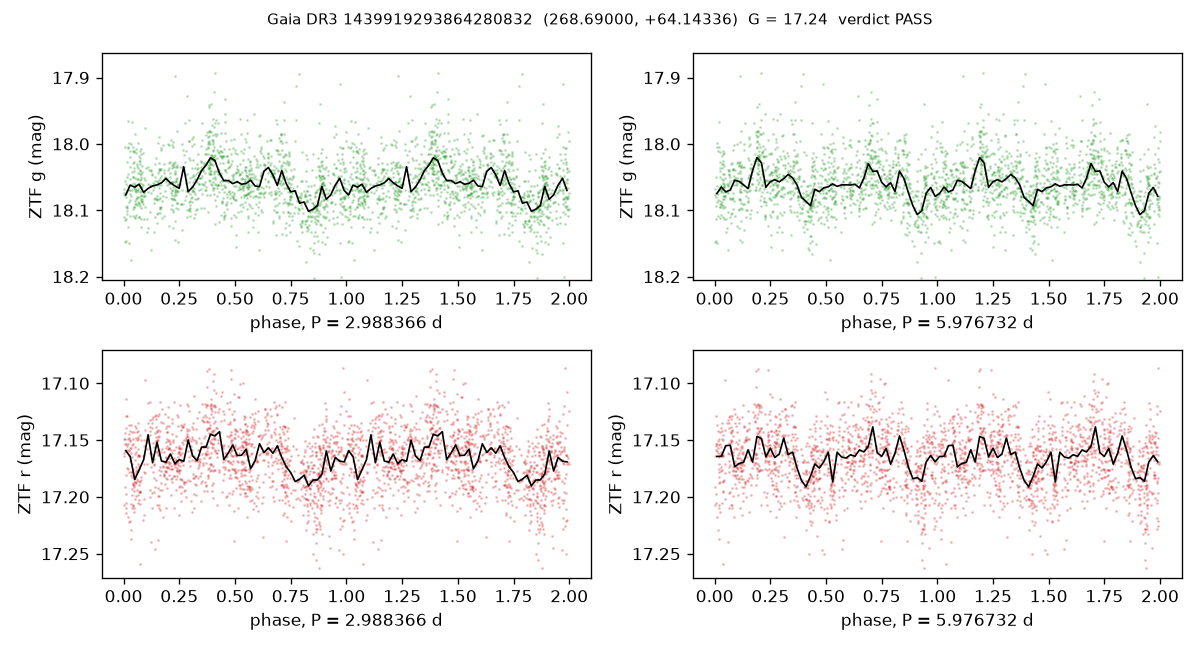 Gaia DR3 1439919293864280832 (268.69000, +64.14336) G = 17.24 verdict PASS
ZTF g (mag)
17.9
18.0
18.1
18.2
0.00 0.25 0.50 0.75 1.00 1.25 1.50 1.75 2.00
phase, P = 2.988366 d
ZTF g (mag)
17.9
18.0
18.1
18.2
0.00 0.25 0.50 0.75 1.00 1.25 1.50 1.75 2.00
phase, P = 5.976732 d
ZTF r (mag)
17.10
17.15
17.20
17.25
0.00 0.25 0.50 0.75 1.00 1.25 1.50 1.75 2.00
phase, P = 2.988366 d
ZTF r (mag)
17.10
17.15
17.20
17.25
0.00 0.25 0.50 0.75 1.00 1.25 1.50 1.75 2.00
phase, P = 5.976732 d